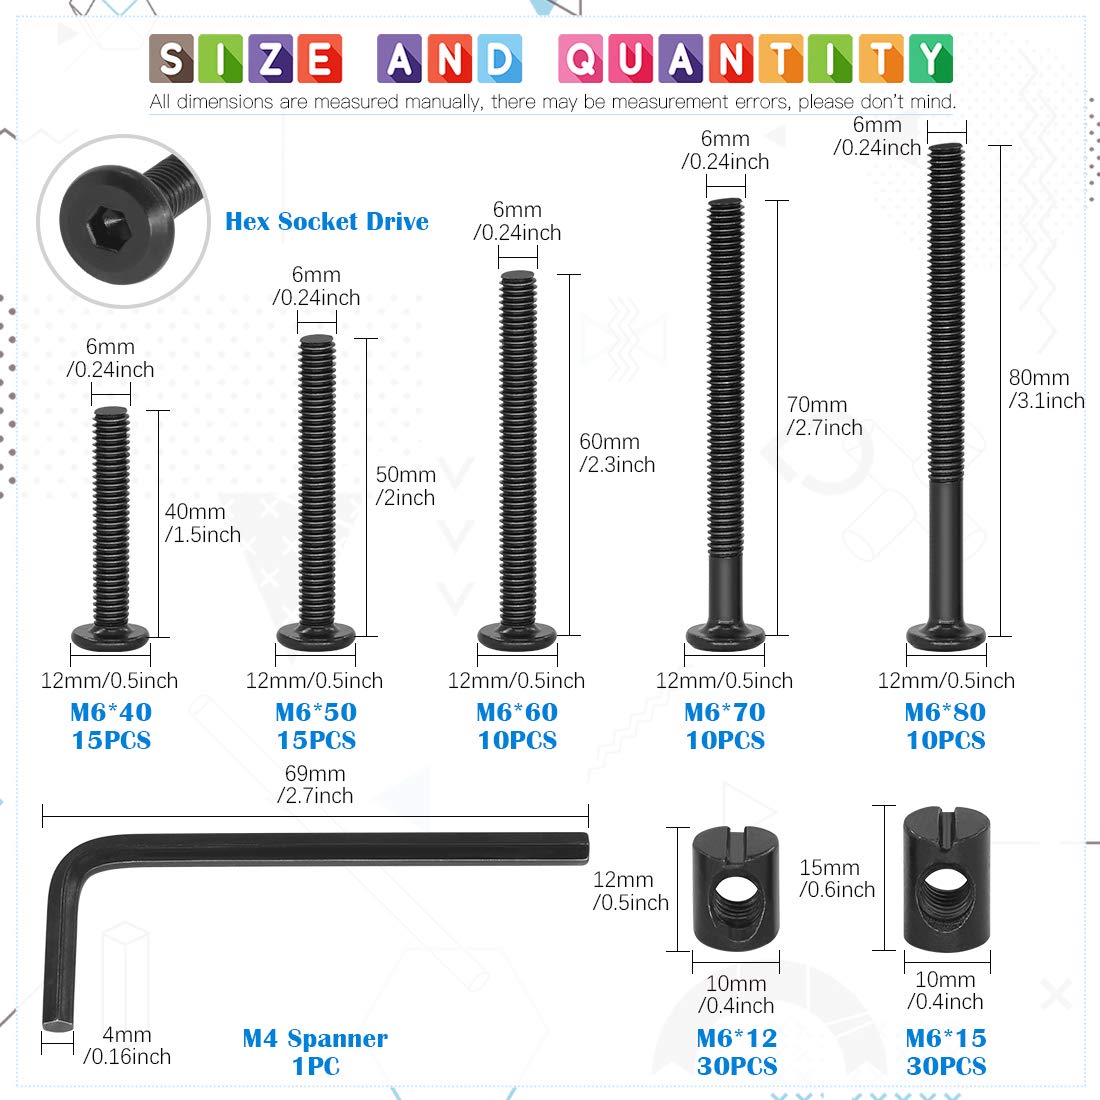 SIZE AND QUANTITY
All dimensions are measured manually, there may be measurement errors, please don't mind.
Hex Socket Drive
6mm
/0.24inch
40mm
/1.5inch
12mm/0.5inch
M6*40
15PCS
6mm
/0.24inch
50mm
/2inch
12mm/0.5inch
M6*50
15PCS
6mm
/0.24inch
60mm
/2.3inch
12mm/0.5inch
M6*60
10PCS
6mm
/0.24inch
70mm
/2.7inch
12mm/0.5inch
M6*70
10PCS
6mm
/0.24inch
80mm
/3.1inch
12mm/0.5inch
M6*80
10PCS
69mm
/2.7inch
4mm
/0.16inch
M4 Spanner
1PC
12mm
/0.5inch
10mm
/0.4inch
M6*12
30PCS
15mm
/0.6inch
10mm
/0.4inch
M6*15
30PCS